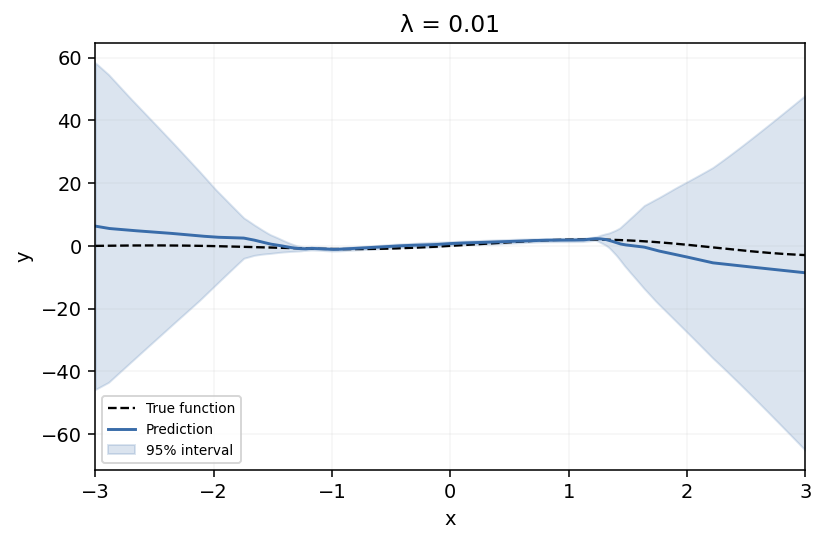 λ = 0.01
60
40
20
0
−20
−40
−60
y
True function
Prediction
95% interval
−3 −2 −1 0 1 2 3
x